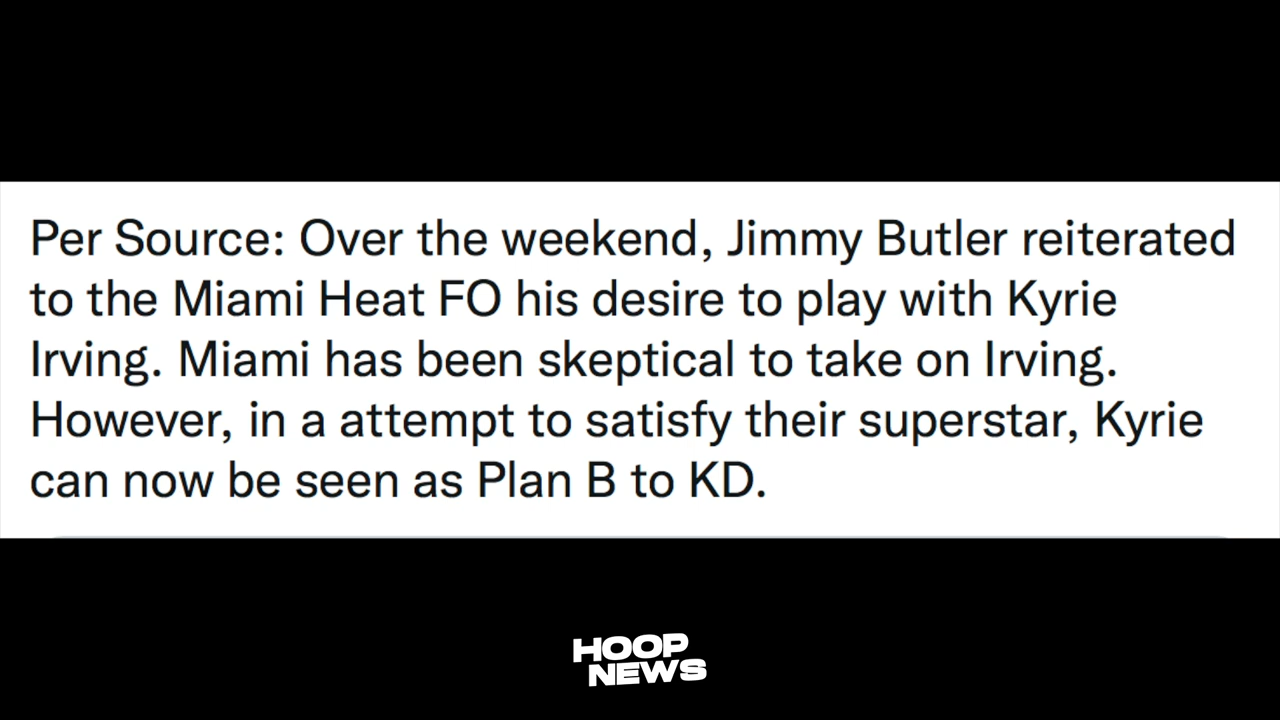 Per Source: Over the weekend, Jimmy Butler reiterated
to the Miami Heat FO his desire to play with Kyrie
Irving. Miami has been skeptical to take on Irving.
However, in a attempt to satisfy their superstar, Kyrie
can now be seen as Plan B to KD.
HOOP
NEWS